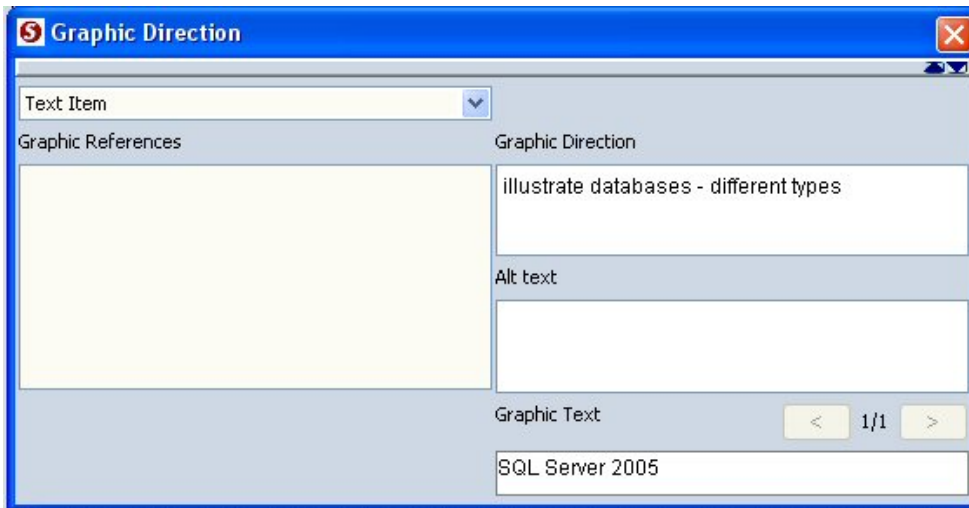 Graphic Direction
Text Item
Graphic References
Graphic Direction
illustrate databases - different types
Alt text
Graphic Text
< 1/1 >
SQL Server 2005